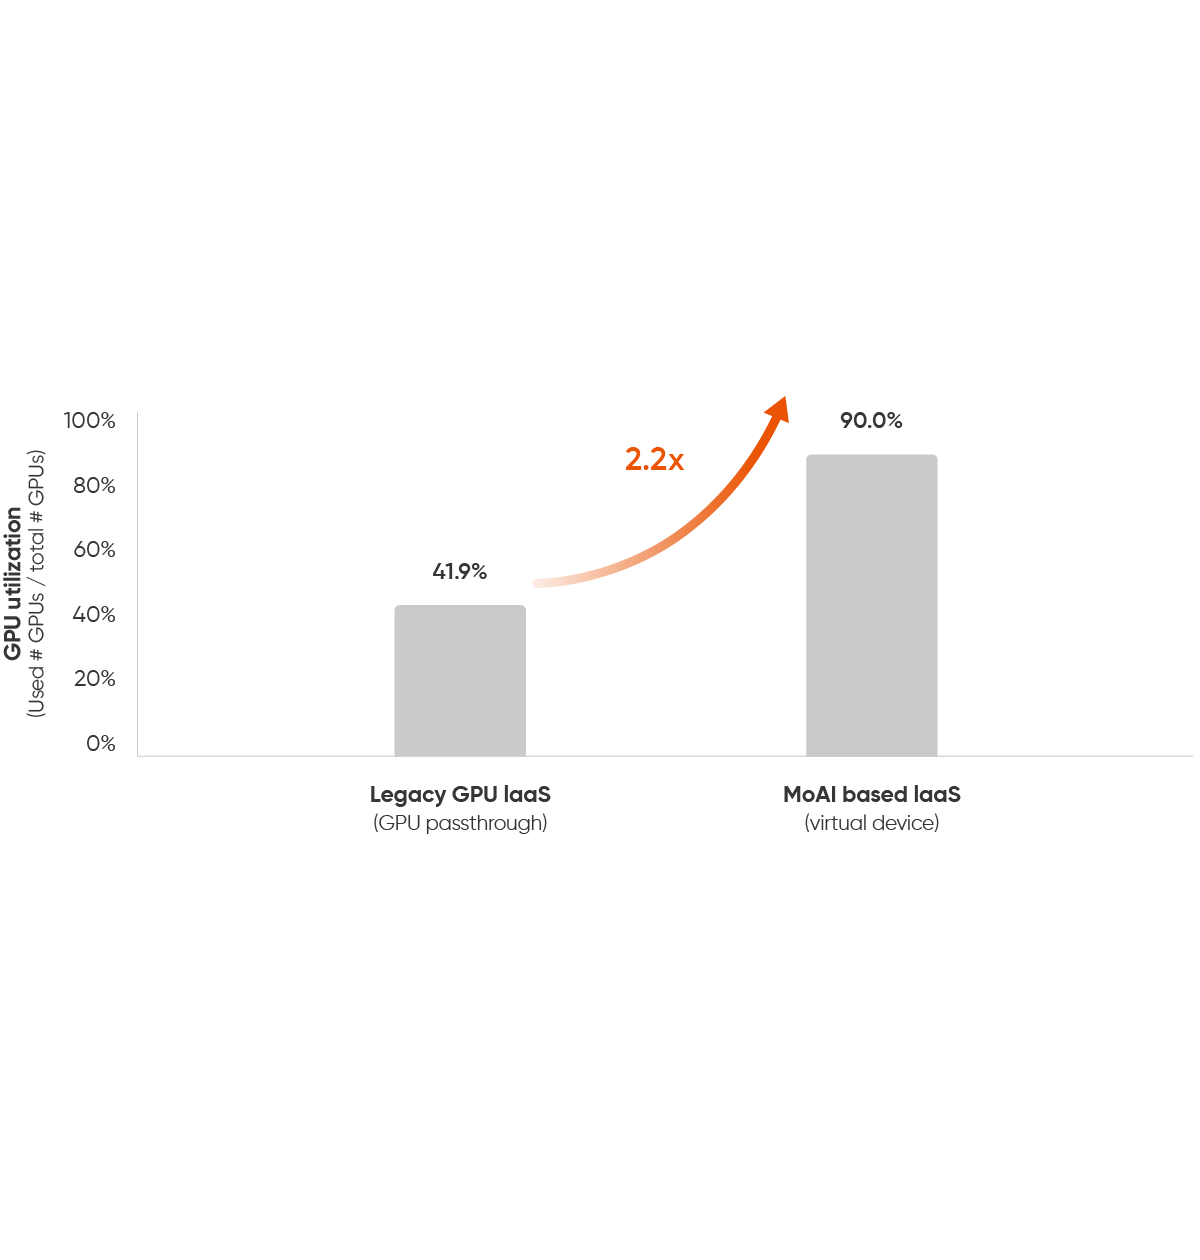 GPU utilization
(Used # GPUs / total # GPUs)
100%
80%
60%
40%
20%
0%
41.9%
2.2x
90.0%
Legacy GPU IaaS
(GPU passthrough)
MoAI based IaaS
(virtual device)